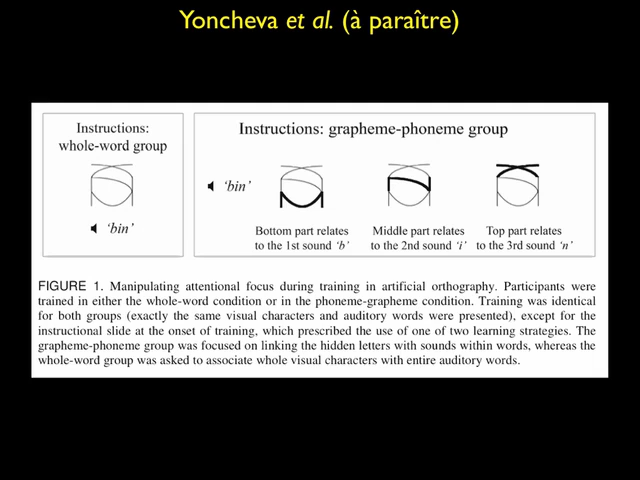 Yoncheva et al. (à paraître)
Instructions:
whole-word group
'bin'
Instructions: grapheme-phoneme group
'bin'
Bottom part relates
to the 1st sound 'b'
Middle part relates
to the 2nd sound 'i'
Top part relates
to the 3rd sound 'n'
FIGURE 1. Manipulating attentional focus during training in artificial orthography. Participants were
trained in either the whole-word condition or in the phoneme-grapheme condition. Training was identical
for both groups (exactly the same visual characters and auditory words were presented), except for the
instructional slide at the onset of training, which prescribed the use of one of two learning strategies. The
grapheme-phoneme group was focused on linking the hidden letters with sounds within words, whereas the
whole-word group was asked to associate whole visual characters with entire auditory words.